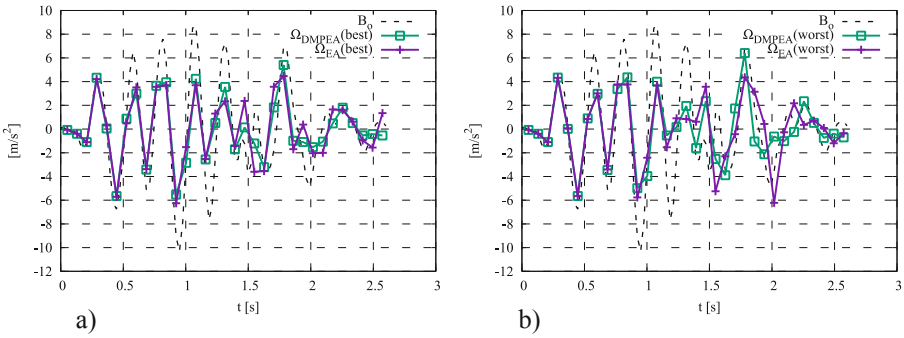 10
8
6
4
2
0
-2
-4
-6
-8
-10
-12
[m/s²]
B_o
Ω_DMPEA(best)
Ω_EA(best)
0 0.5 1 1.5 2 2.5 3
t [s]
a)
10
8
6
4
2
0
-2
-4
-6
-8
-10
-12
[m/s²]
B_o
Ω_DMPEA(worst)
Ω_EA(worst)
0 0.5 1 1.5 2 2.5 3
t [s]
b)